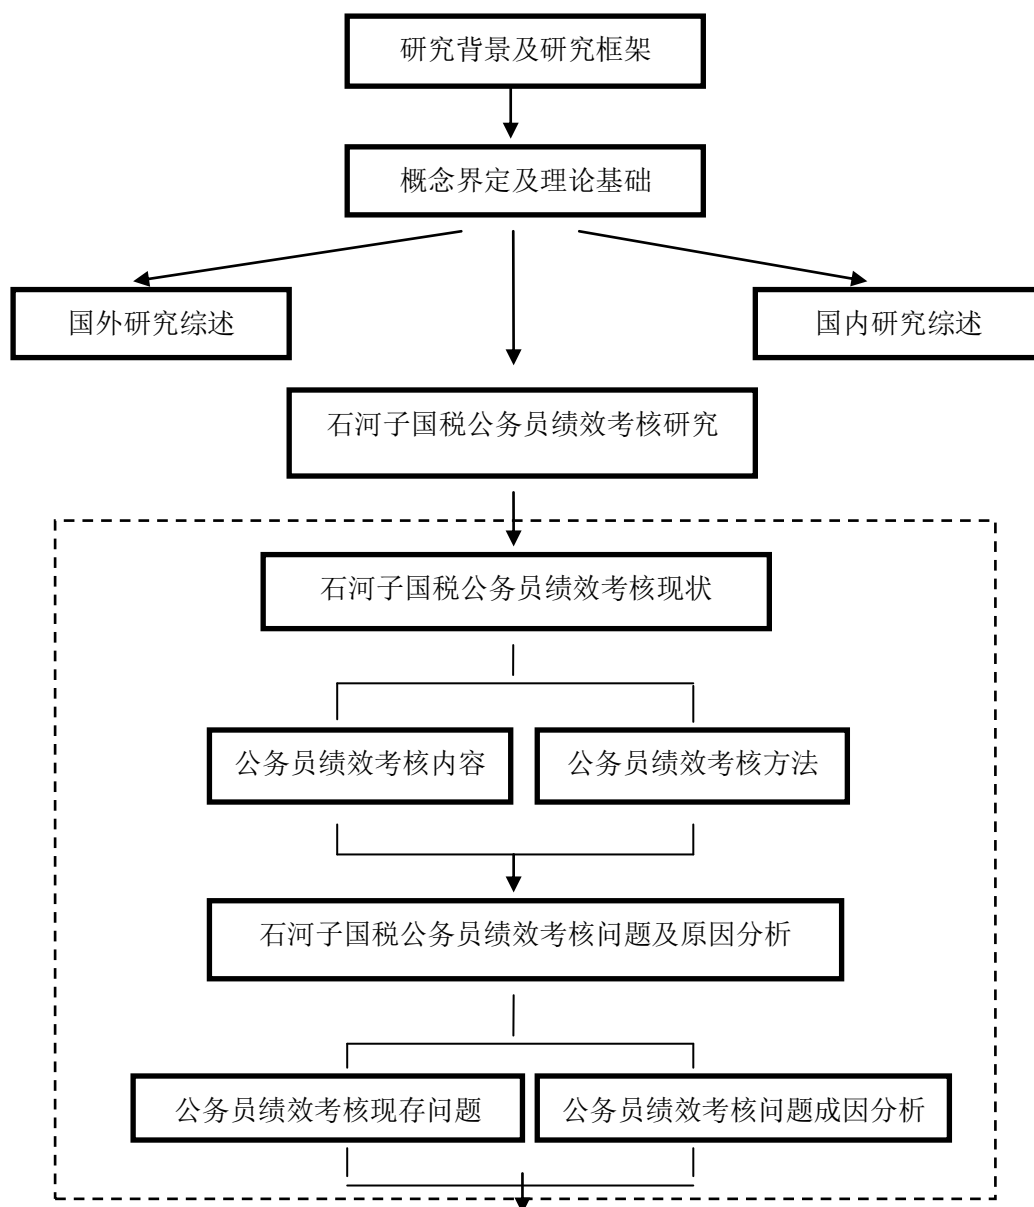 研究背景及研究框架
概念界定及理论基础
国外研究综述
国内研究综述
石河子国税公务员绩效考核研究
石河子国税公务员绩效考核现状
公务员绩效考核内容
公务员绩效考核方法
石河子国税公务员绩效考核问题及原因分析
公务员绩效考核现存问题
公务员绩效考核问题成因分析